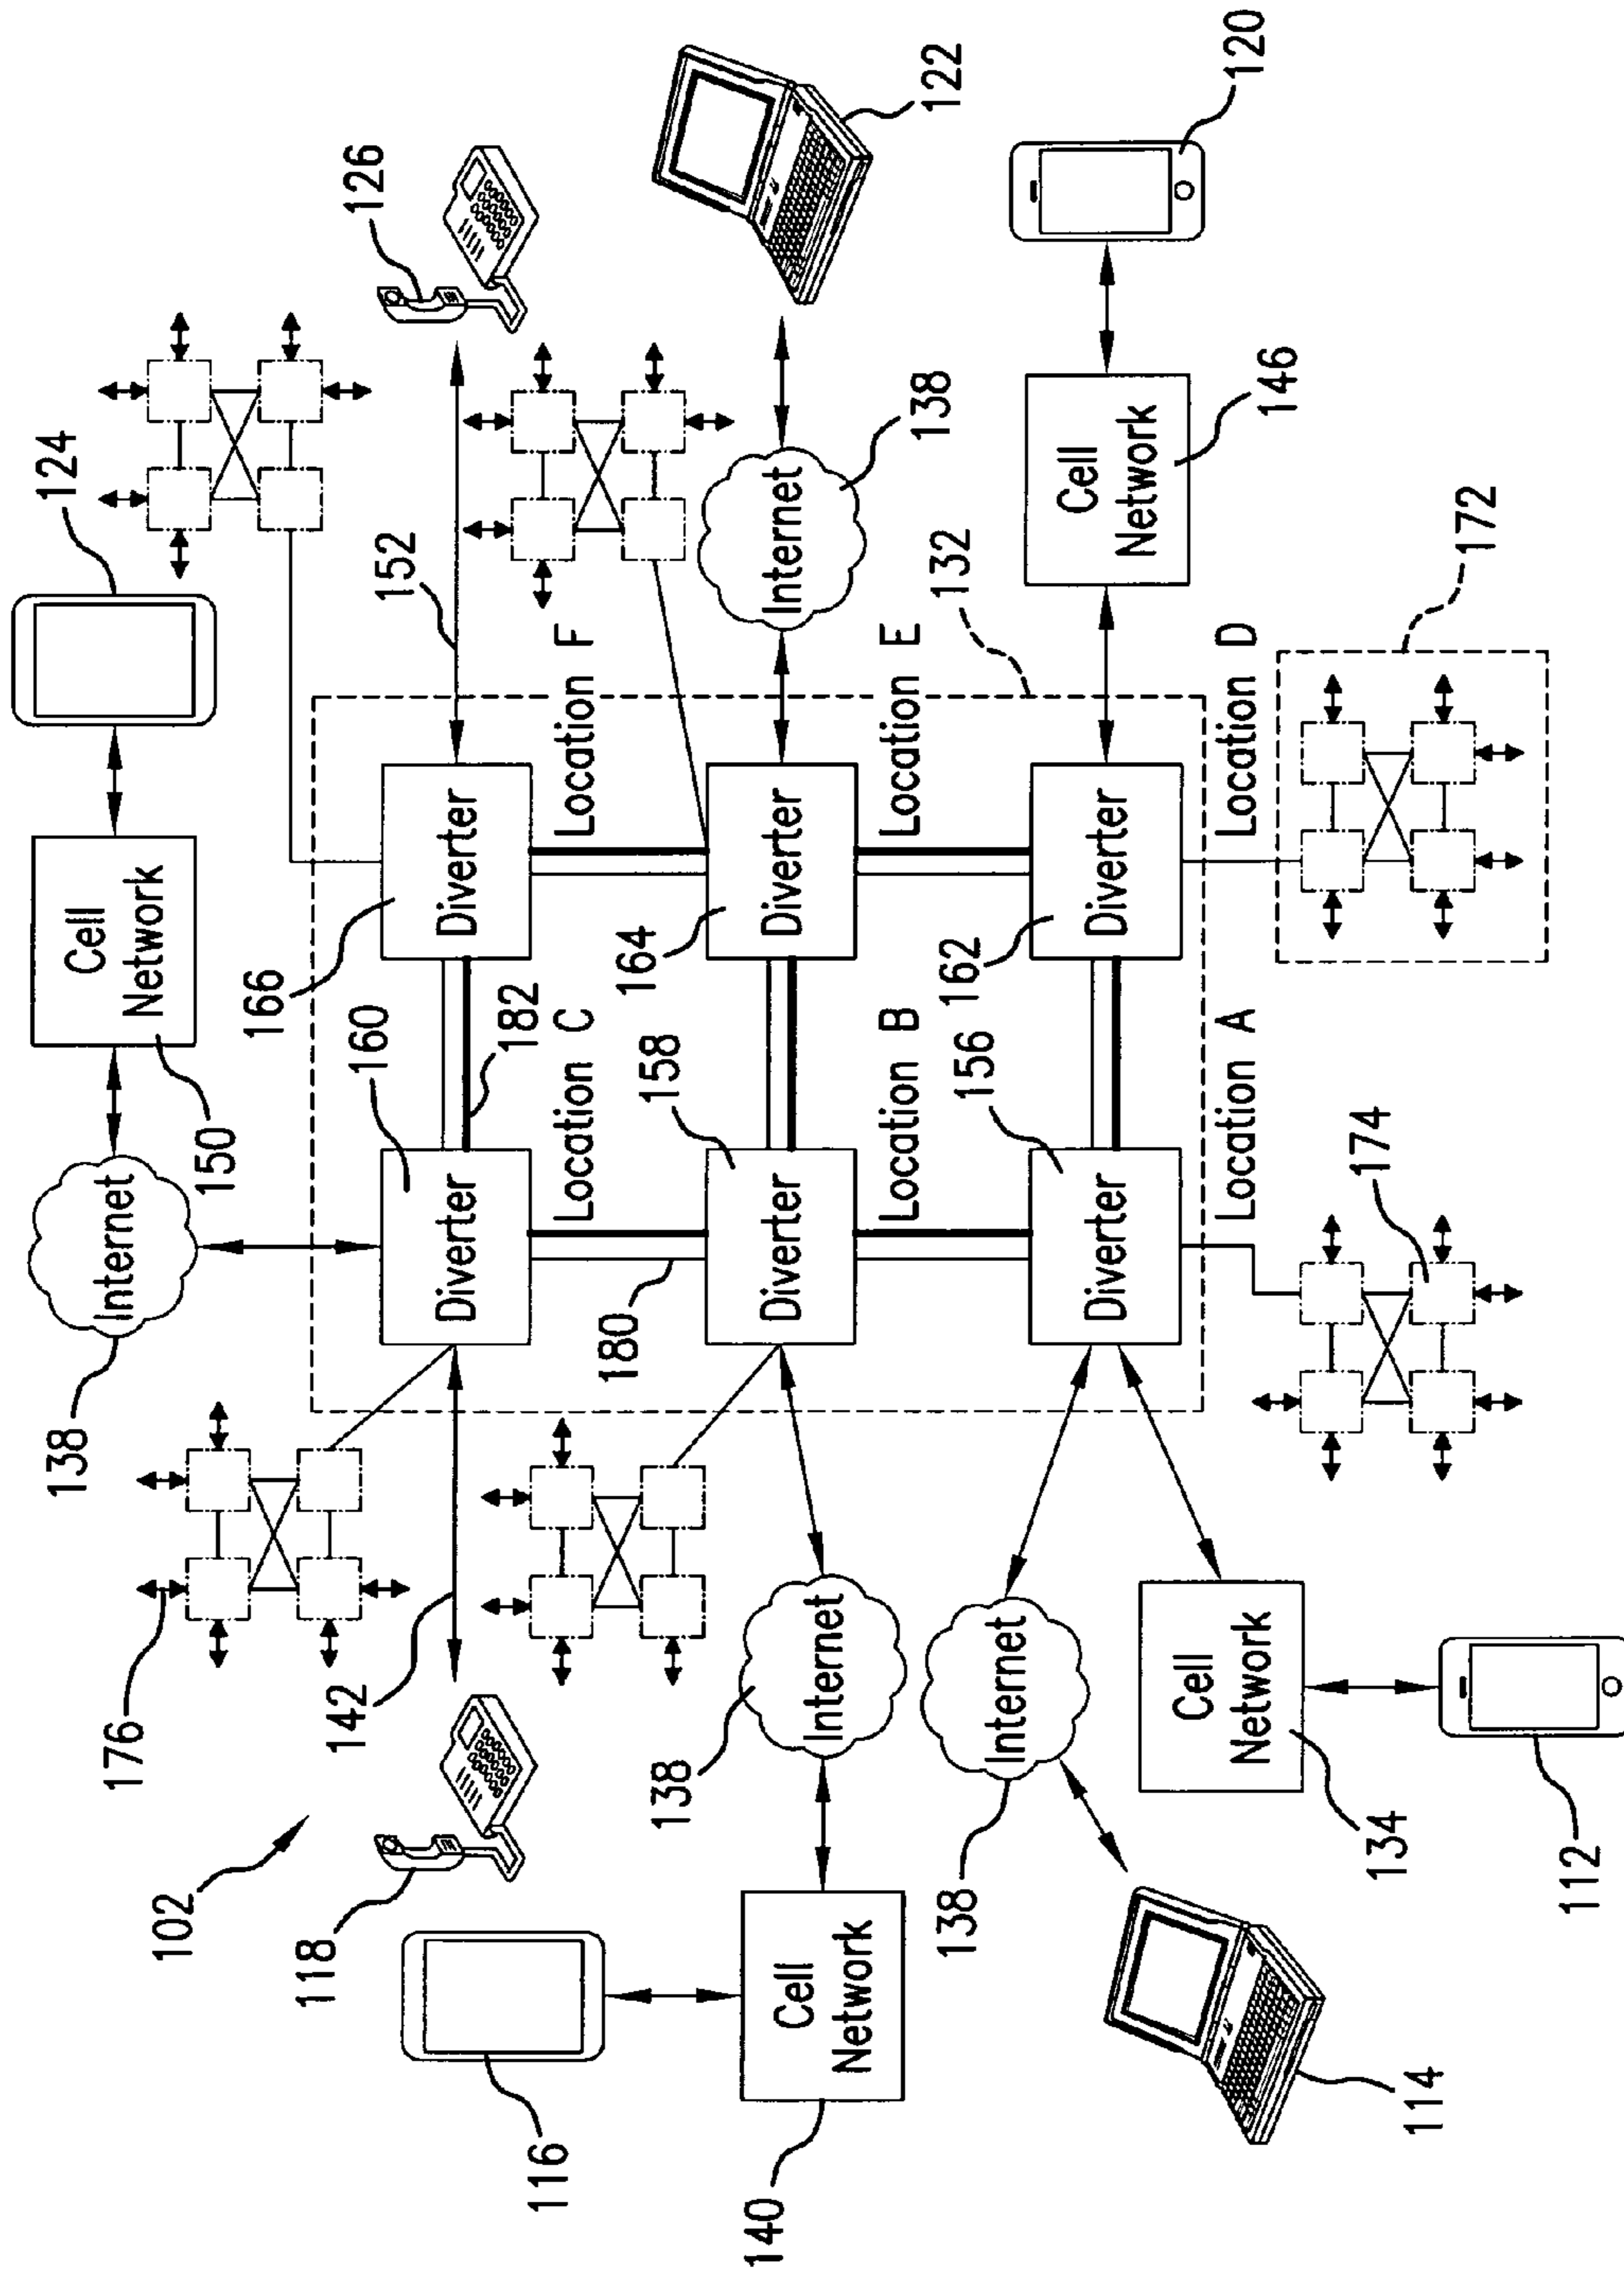 102
176
138
Internet
150
Cell
Network
124
118
142
160
166
152
126
Diverter
182
Diverter
116
Location C
Location F
180
158
164
138
Internet
Diverter
Diverter
Internet
138
122
140
Cell
Network
Location B
Location E
132
138
Internet
156
162
Diverter
Diverter
Cell
Network
146
120
114
134
Cell
Network
112
Location A
174
Location D
172